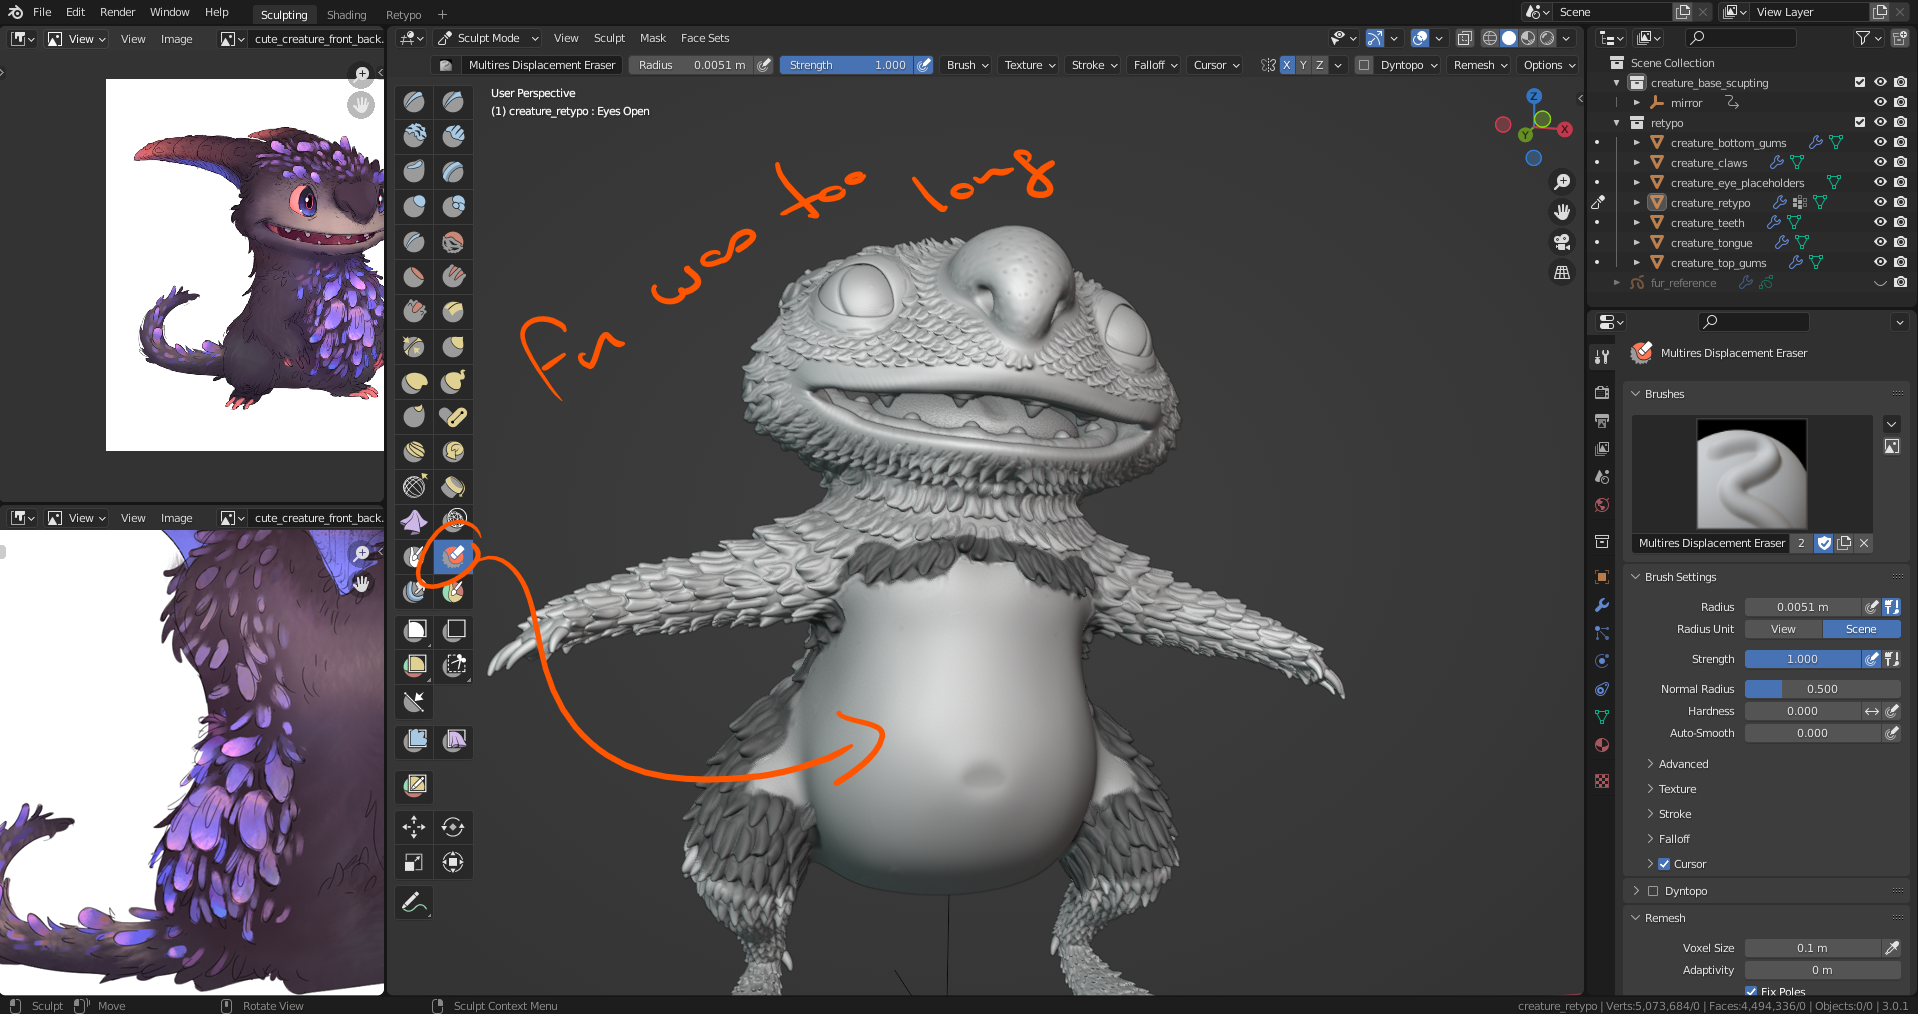 File Edit Render Window Help Sculpting Shading Retypo + Scene View Layer
View View Image cute_creature_front_back. Sculpt Mode View Sculpt Mask Face Sets
Multires Displacement Eraser Radius 0.0051 m Strength 1.000 Brush Texture Stroke Falloff Cursor X Y Z Dyntopo Remesh Options
User Perspective
(1) creature_retypo : Eyes Open
Z
Y X
Fur was too long
Scene Collection
creature_base_scupting
mirror
retypo
creature_bottom_gums
creature_claws
creature_eye_placeholders
creature_retypo
creature_teeth
creature_tongue
creature_top_gums
fur_reference
Multires Displacement Eraser
Brushes
Multires Displacement Eraser 2
Brush Settings
Radius 0.0051 m
Radius Unit View Scene
Strength 1.000
Normal Radius 0.500
Hardness 0.000
Auto-Smooth 0.000
Advanced
Texture
Stroke
Falloff
Cursor
Dyntopo
Remesh
Voxel Size 0.1 m
Adaptivity 0 m
Fix Poles
View View Image cute_creature_front_back.
Sculpt Move Rotate View Sculpt Context Menu creature_retypo | Verts:5,073,684/0 | Faces:4,494,336/0 | Objects:0/0 | 3.0.1